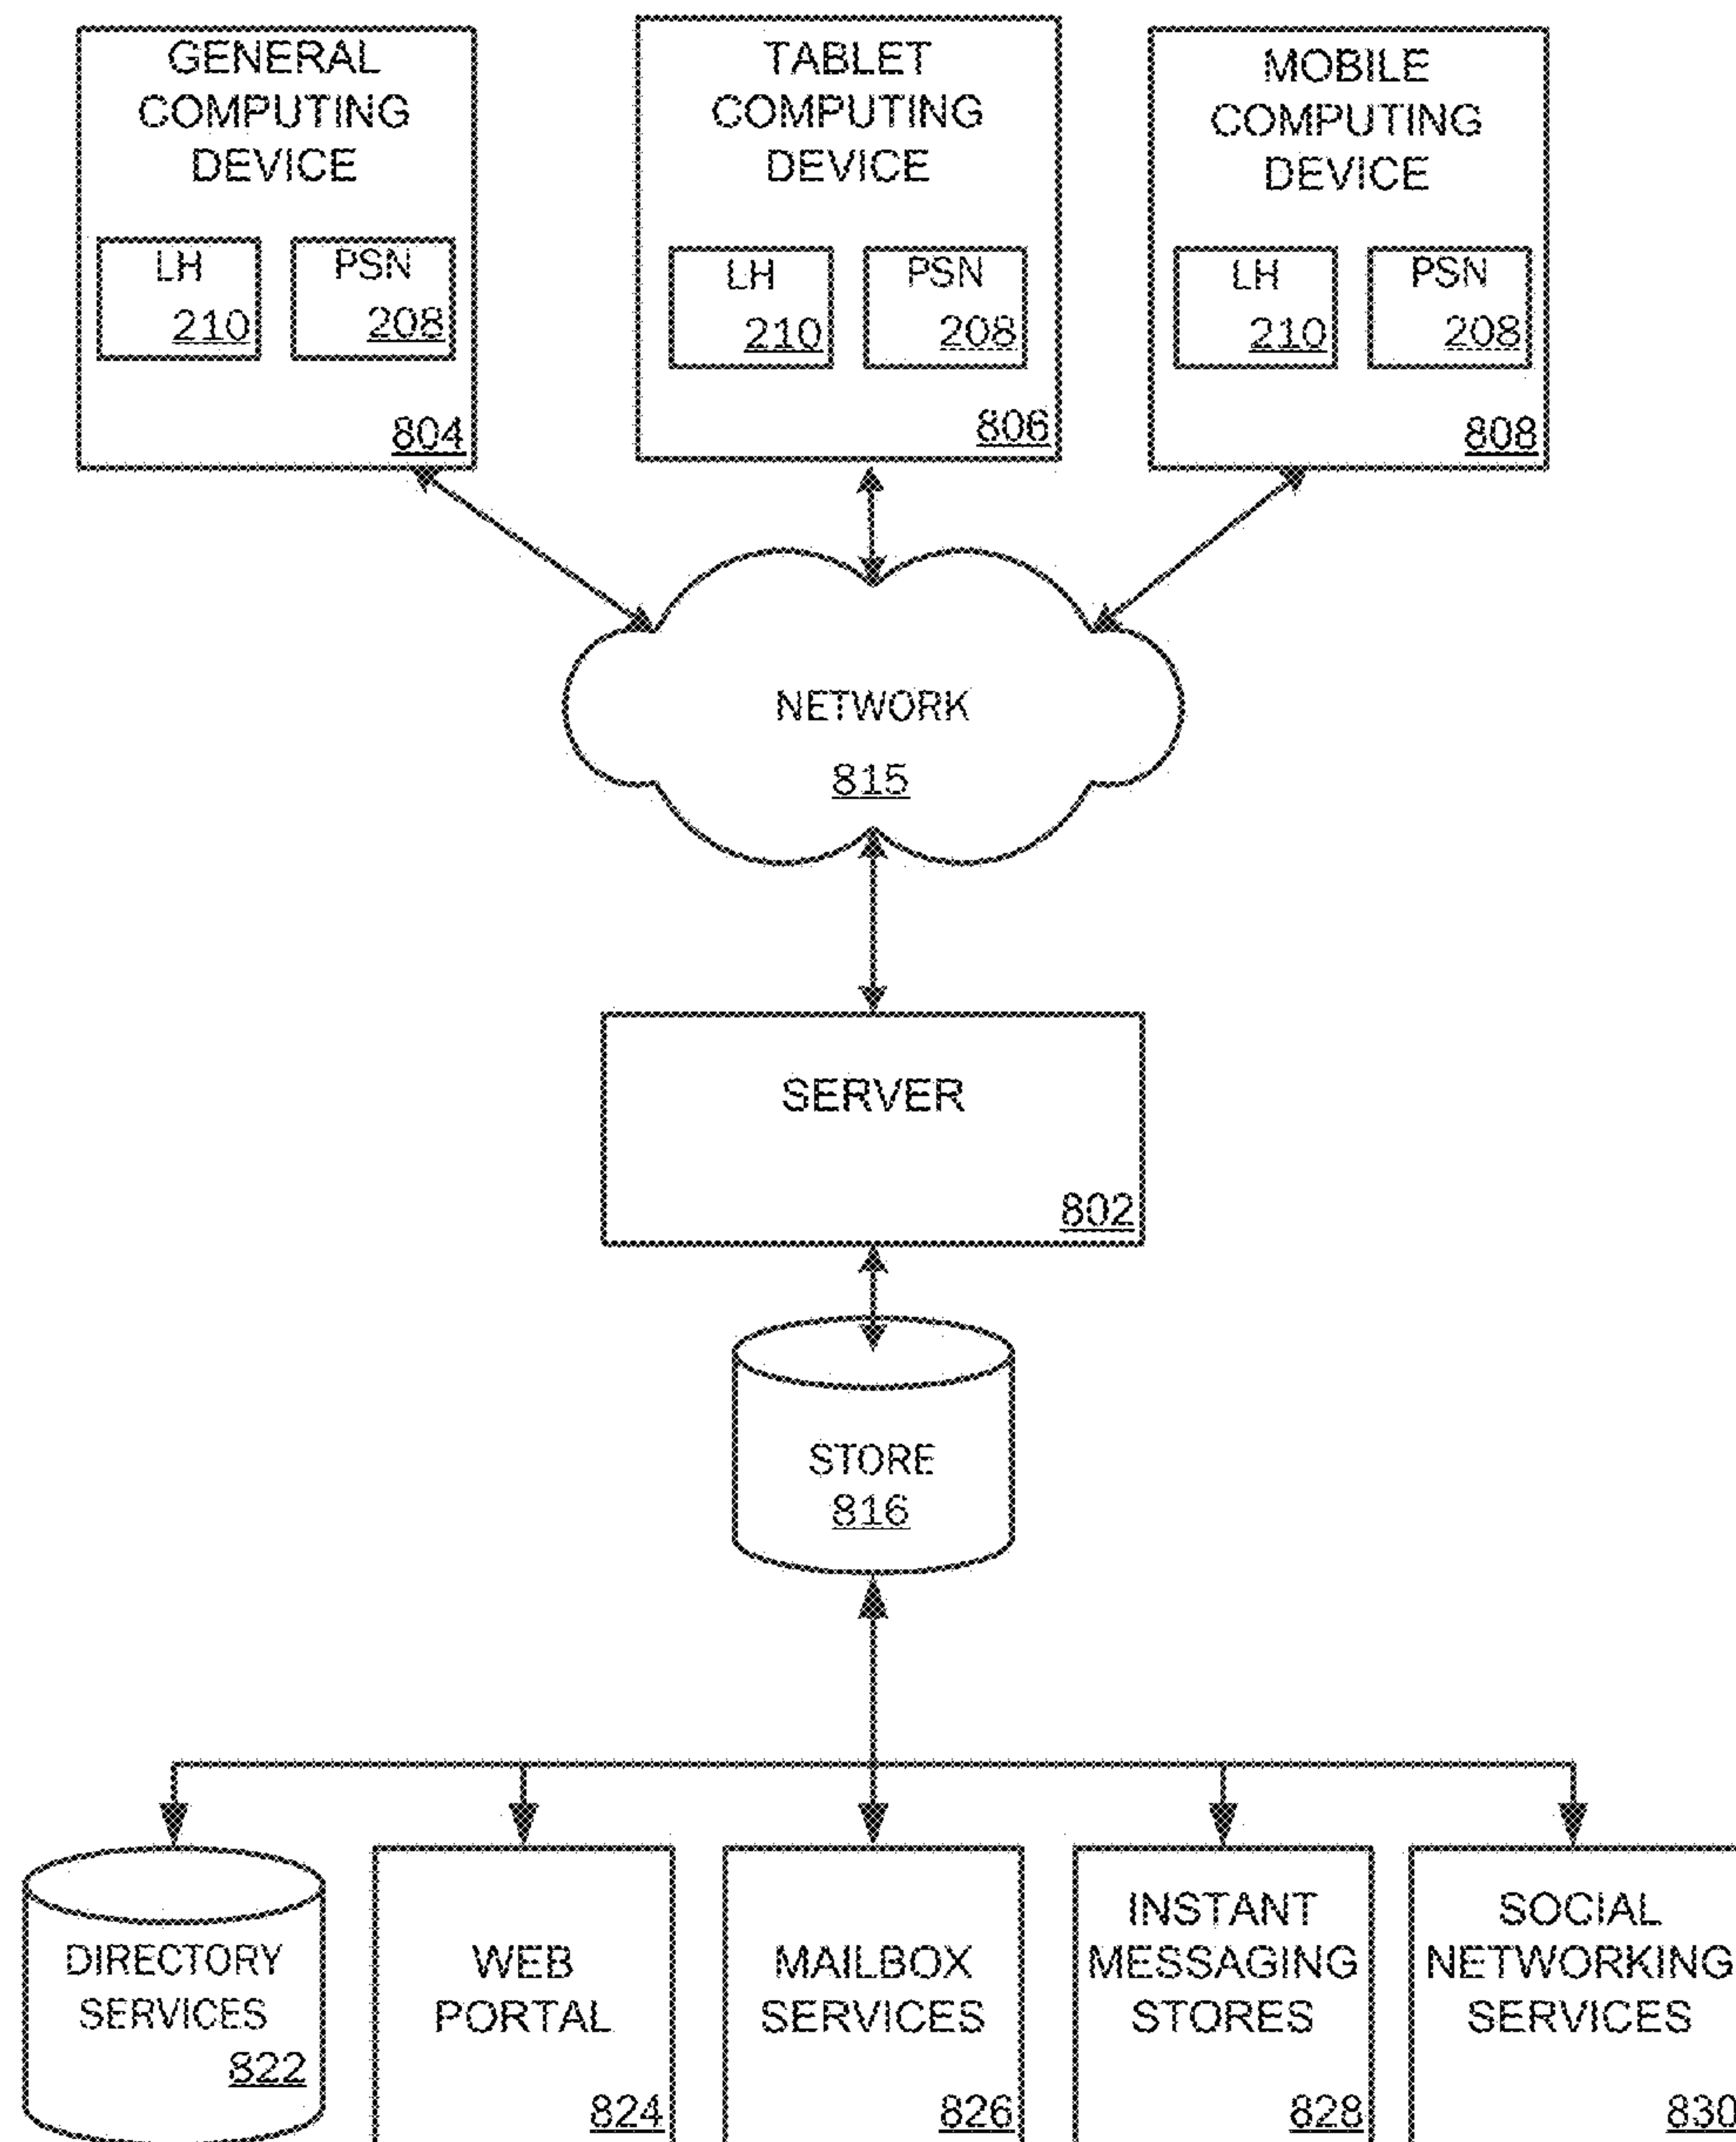 GENERAL
COMPUTING
DEVICE
LH
210
PSN
208
804
TABLET
COMPUTING
DEVICE
LH
210
PSN
208
806
MOBILE
COMPUTING
DEVICE
LH
210
PSN
208
808
NETWORK
815
SERVER
802
STORE
816
DIRECTORY
SERVICES
822
WEB
PORTAL
824
MAILBOX
SERVICES
826
INSTANT
MESSAGING
STORES
828
SOCIAL
NETWORKING
SERVICES
830